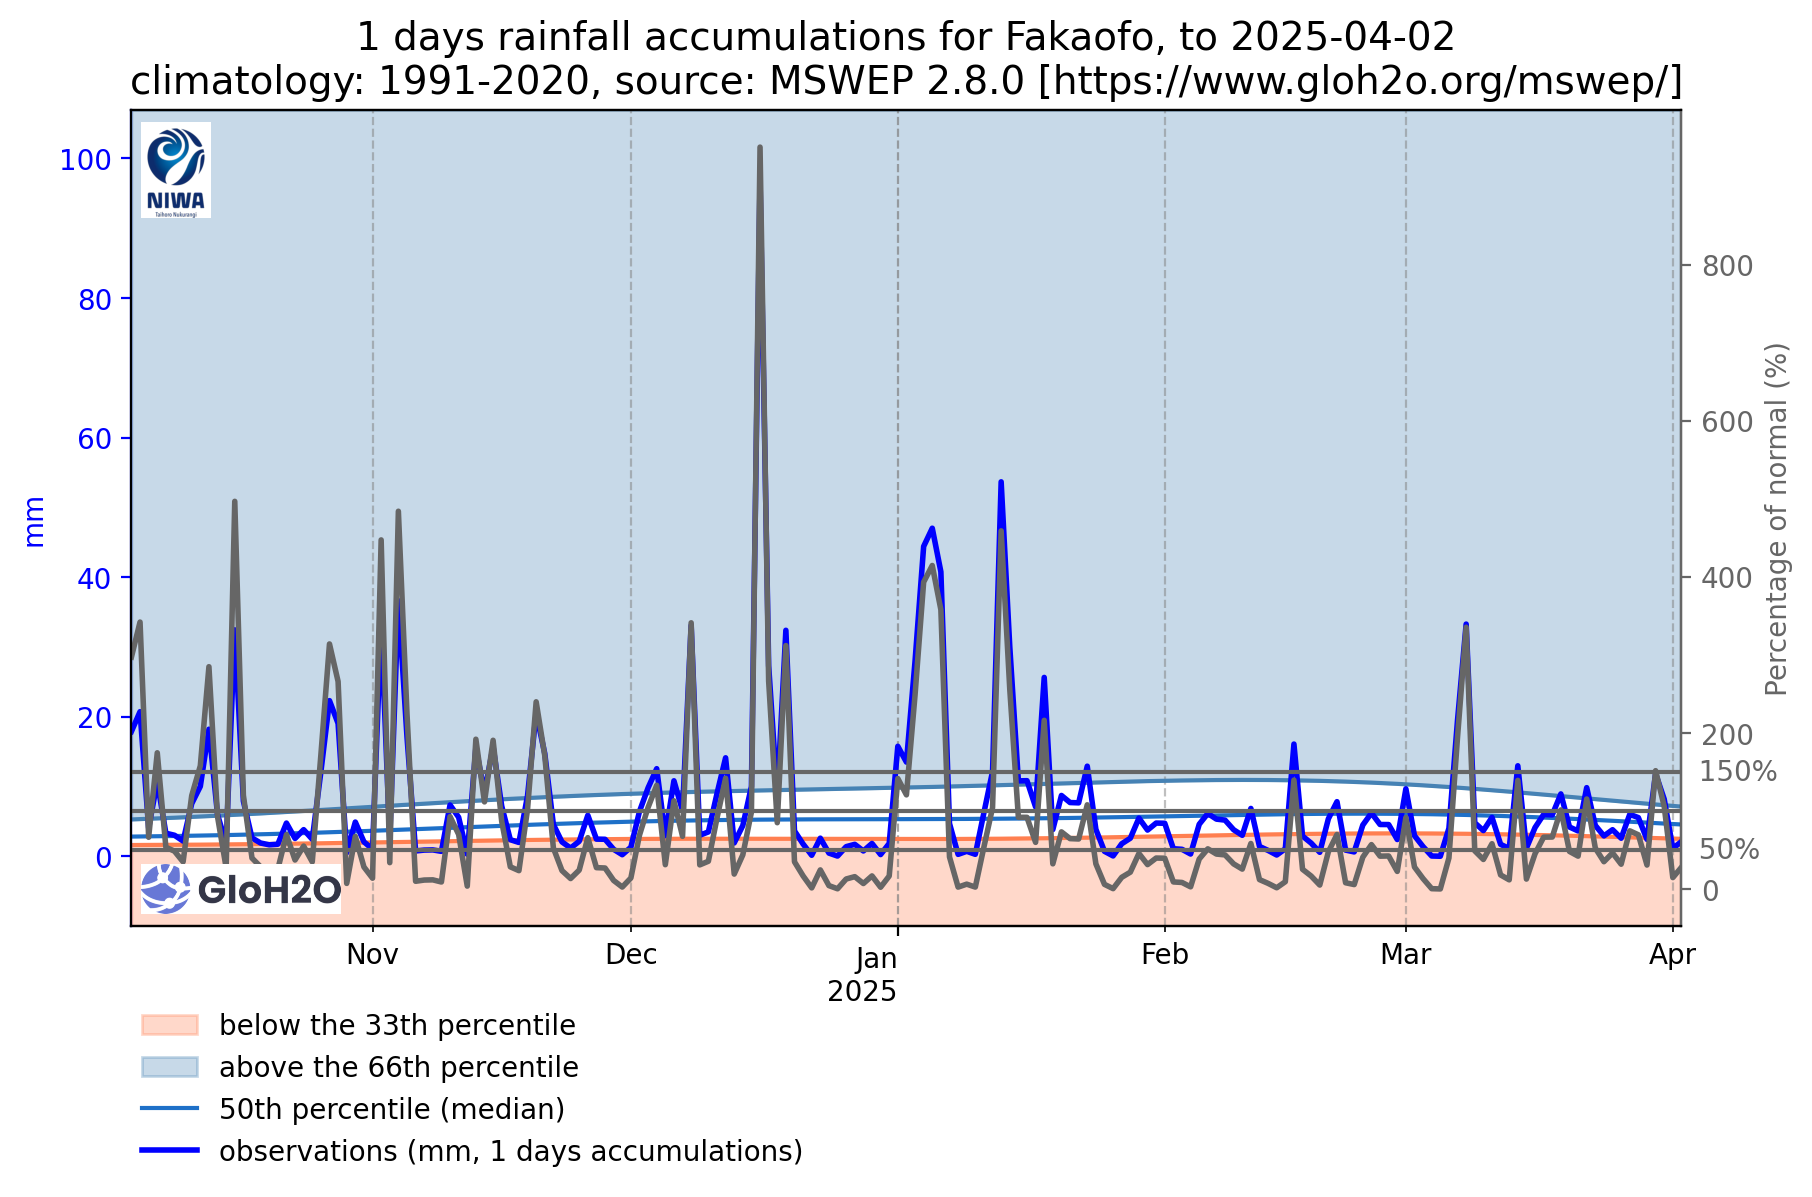 1 days rainfall accumulations for Fakaofo, to 2025-04-02
climatology: 1991-2020, source: MSWEP 2.8.0 [https://www.gloh2o.org/mswep/]
NIWA
Taihoro Nukurangi
100
80
60
40
20
0
mm
800
600
400
200
150%
50%
0
Percentage of normal (%)
GloH2O
Nov
Dec
Jan
2025
Feb
Mar
Apr
below the 33th percentile
above the 66th percentile
50th percentile (median)
observations (mm, 1 days accumulations)